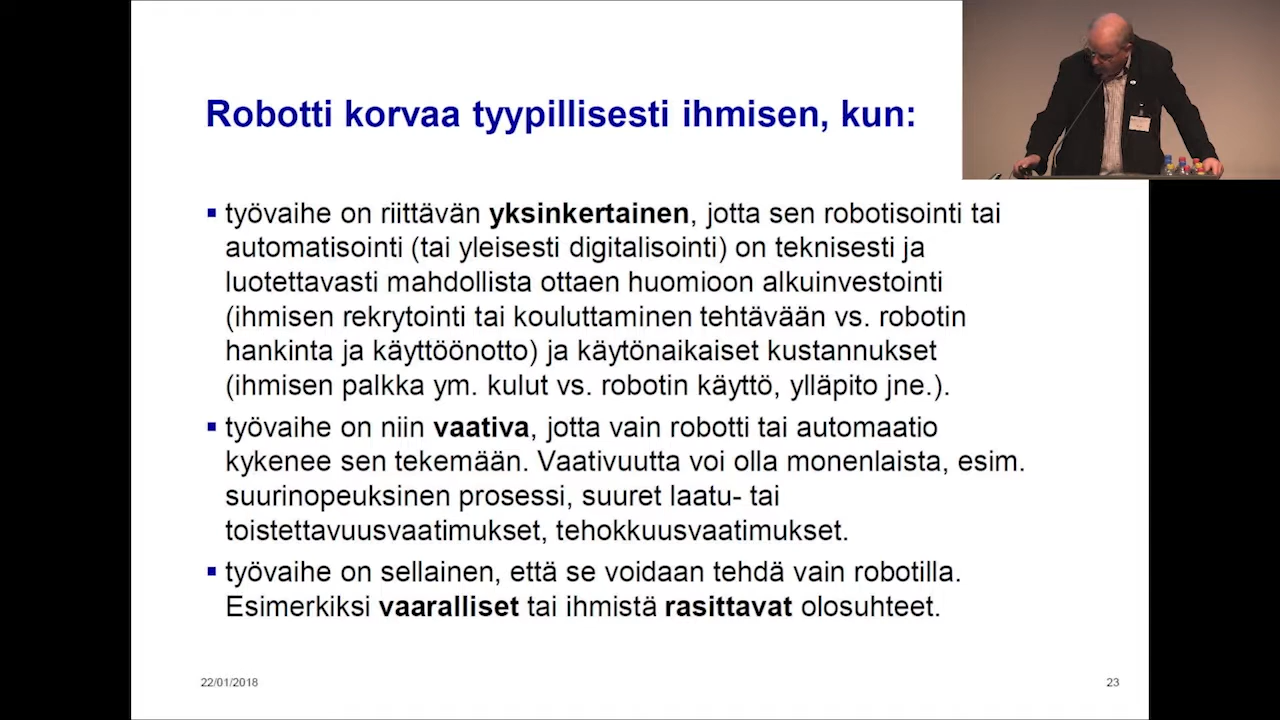 Robotti korvaa tyypillisesti ihmisen, kun:
▪ työvaihe on riittävän yksinkertainen, jotta sen robotisointi tai
automatisointi (tai yleisesti digitalisointi) on teknisesti ja
luotettavasti mahdollista ottaen huomioon alkuinvestointi
(ihmisen rekrytointi tai kouluttaminen tehtävään vs. robotin
hankinta ja käyttöönotto) ja käytönaikaiset kustannukset
(ihmisen palkka ym. kulut vs. robotin käyttö, ylläpito jne.).
▪ työvaihe on niin vaativa, jotta vain robotti tai automaatio
kykenee sen tekemään. Vaativuutta voi olla monenlaista, esim.
suurinopeuksinen prosessi, suuret laatu- tai
toistettavuusvaatimukset, tehokkuusvaatimukset.
▪ työvaihe on sellainen, että se voidaan tehdä vain robotilla.
Esimerkiksi vaaralliset tai ihmistä rasittavat olosuhteet.
22/01/2018
23